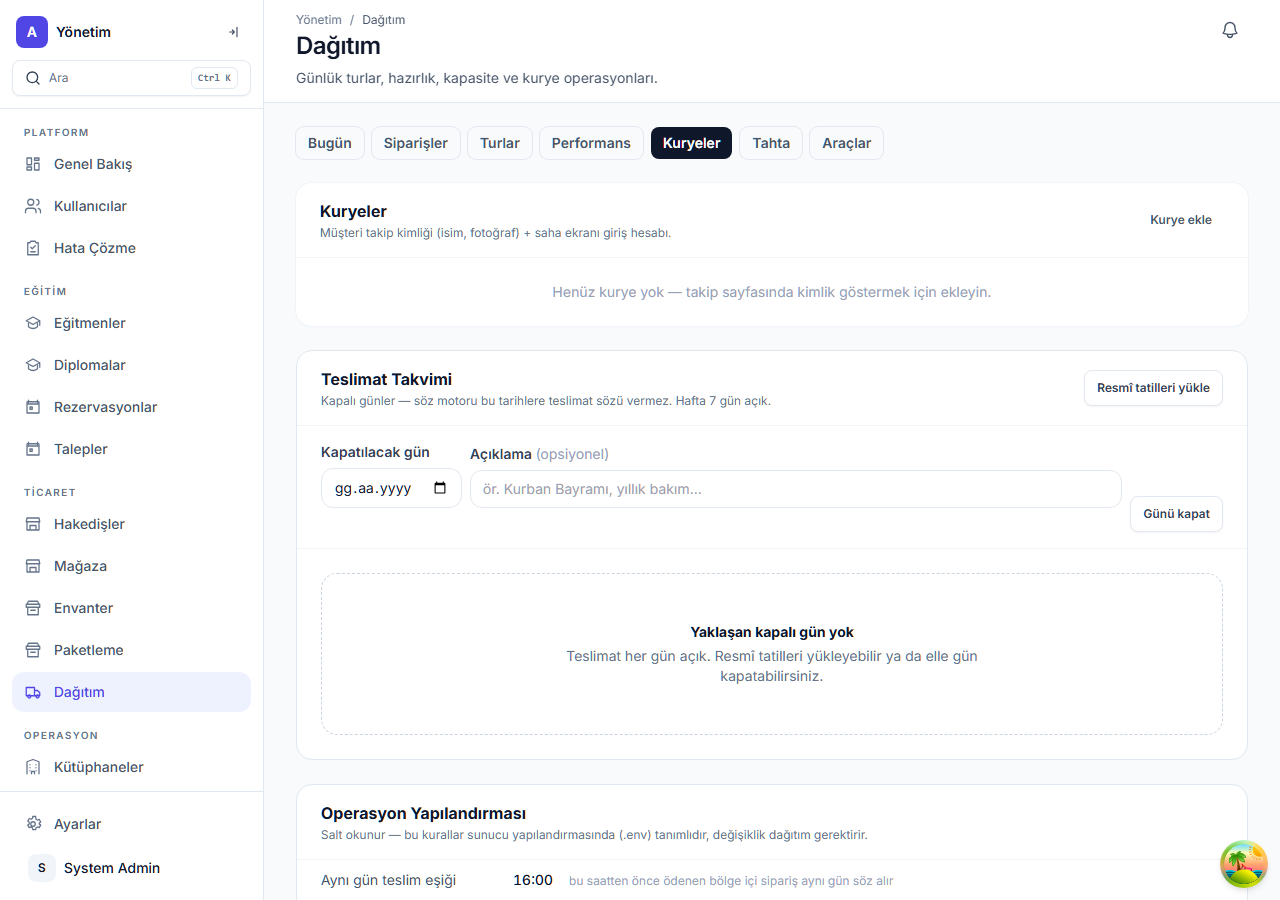 A Yönetim
Ara Ctrl K
PLATFORM
Genel Bakış
Kullanıcılar
Hata Çözme
EĞİTİM
Eğitmenler
Diplomalar
Rezervasyonlar
Talepler
TİCARET
Hakedişler
Mağaza
Envanter
Paketleme
Dağıtım
OPERASYON
Kütüphaneler
Ayarlar
S System Admin
Yönetim / Dağıtım
Dağıtım
Günlük turlar, hazırlık, kapasite ve kurye operasyonları.
Bugün Siparişler Turlar Performans Kuryeler Tahta Araçlar
Kuryeler
Müşteri takip kimliği (isim, fotoğraf) + saha ekranı giriş hesabı.
Kurye ekle
Henüz kurye yok — takip sayfasında kimlik göstermek için ekleyin.
Teslimat Takvimi
Kapalı günler — söz motoru bu tarihlere teslimat sözü vermez. Hafta 7 gün açık.
Resmî tatilleri yükle
Kapatılacak gün
gg.aa.yyyy
Açıklama (opsiyonel)
ör. Kurban Bayramı, yıllık bakım...
Günü kapat
Yaklaşan kapalı gün yok
Teslimat her gün açık. Resmî tatilleri yükleyebilir ya da elle gün
kapatabilirsiniz.
Operasyon Yapılandırması
Salt okunur — bu kurallar sunucu yapılandırmasında (.env) tanımlıdır, değişiklik dağıtım gerektirir.
Aynı gün teslim eşiği 16:00 bu saatten önce ödenen bölge içi sipariş aynı gün söz alır